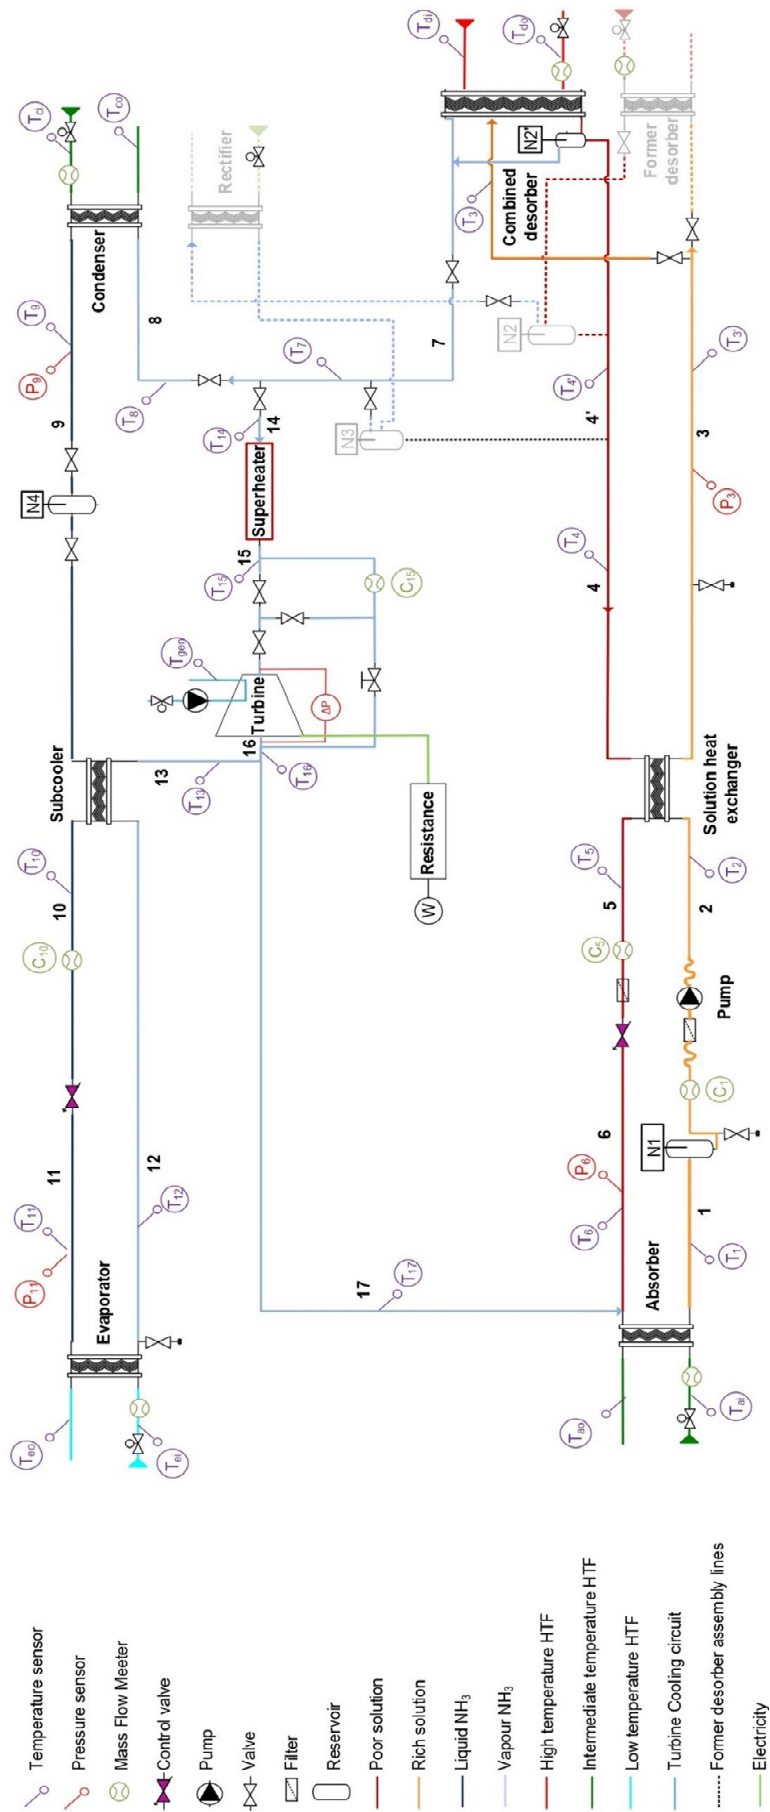 Teo
T11
T10
T9
Tci
P11
C10
N4
P9
11
10
9
Tco
Evaporator
Subcooler
Condenser
12
13
8
Tei
T12
T13
T15
T14
T8
Tgen
15
14
Rectifier
Turbine
Superheater
16
T16
T7
ΔP
N3
17
C15
T17
Resistance
W
7
Tdi
N2
T3
Tdo
Combined
desorber
N2'
Tao
T6
P6
C5
T5
T4
T4'
6
5
4
4'
Absorber
N1
Solution heat
exchanger
Former
desorber
1
2
3
Tai
T1
C1
Pump
T2
P3
T3'
Temperature sensor
Pressure sensor
Mass Flow Meeter
Control valve
Pump
Valve
Filter
Reservoir
Poor solution
Rich solution
Liquid NH3
Vapour NH3
High temperature HTF
Intermediate temperature HTF
Low temperature HTF
Turbine Cooling circuit
Former desorber assembly lines
Electricity